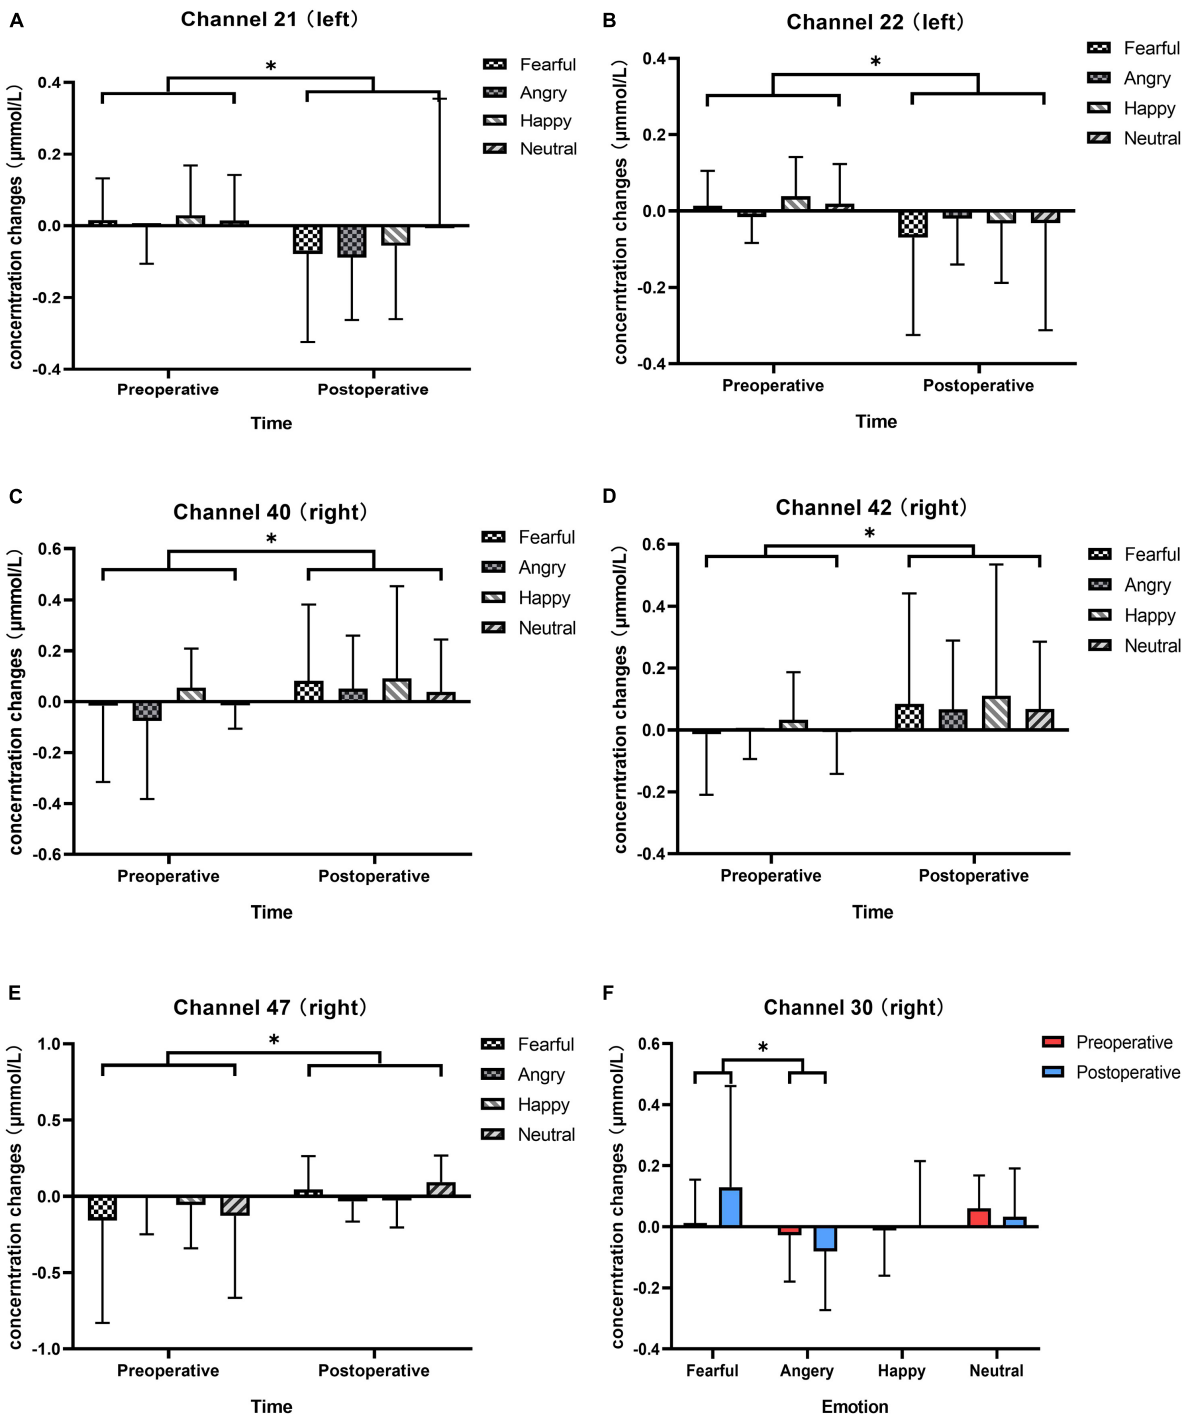 A
Channel 21（left）
*
concerntration changes（μmmol/L）
0.4
0.2
0.0
-0.2
-0.4
Preoperative
Postoperative
Time
Fearful
Angry
Happy
Neutral
B
Channel 22（left）
*
concerntration changes（μmmol/L）
0.4
0.2
0.0
-0.2
-0.4
Preoperative
Postoperative
Time
Fearful
Angry
Happy
Neutral
C
Channel 40（right）
*
concerntration changes（μmmol/L）
0.6
0.4
0.2
0.0
-0.2
-0.4
-0.6
Preoperative
Postoperative
Time
Fearful
Angry
Happy
Neutral
D
Channel 42（right）
*
concerntration changes（μmmol/L）
0.6
0.4
0.2
0.0
-0.2
-0.4
Preoperative
Postoperative
Time
Fearful
Angry
Happy
Neutral
E
Channel 47（right）
*
concerntration changes（μmmol/L）
1.0
0.5
0.0
-0.5
-1.0
Preoperative
Postoperative
Time
Fearful
Angry
Happy
Neutral
F
Channel 30（right）
*
concerntration changes（μmmol/L）
0.6
0.4
0.2
0.0
-0.2
-0.4
Fearful
Angery
Happy
Neutral
Emotion
Preoperative
Postoperative